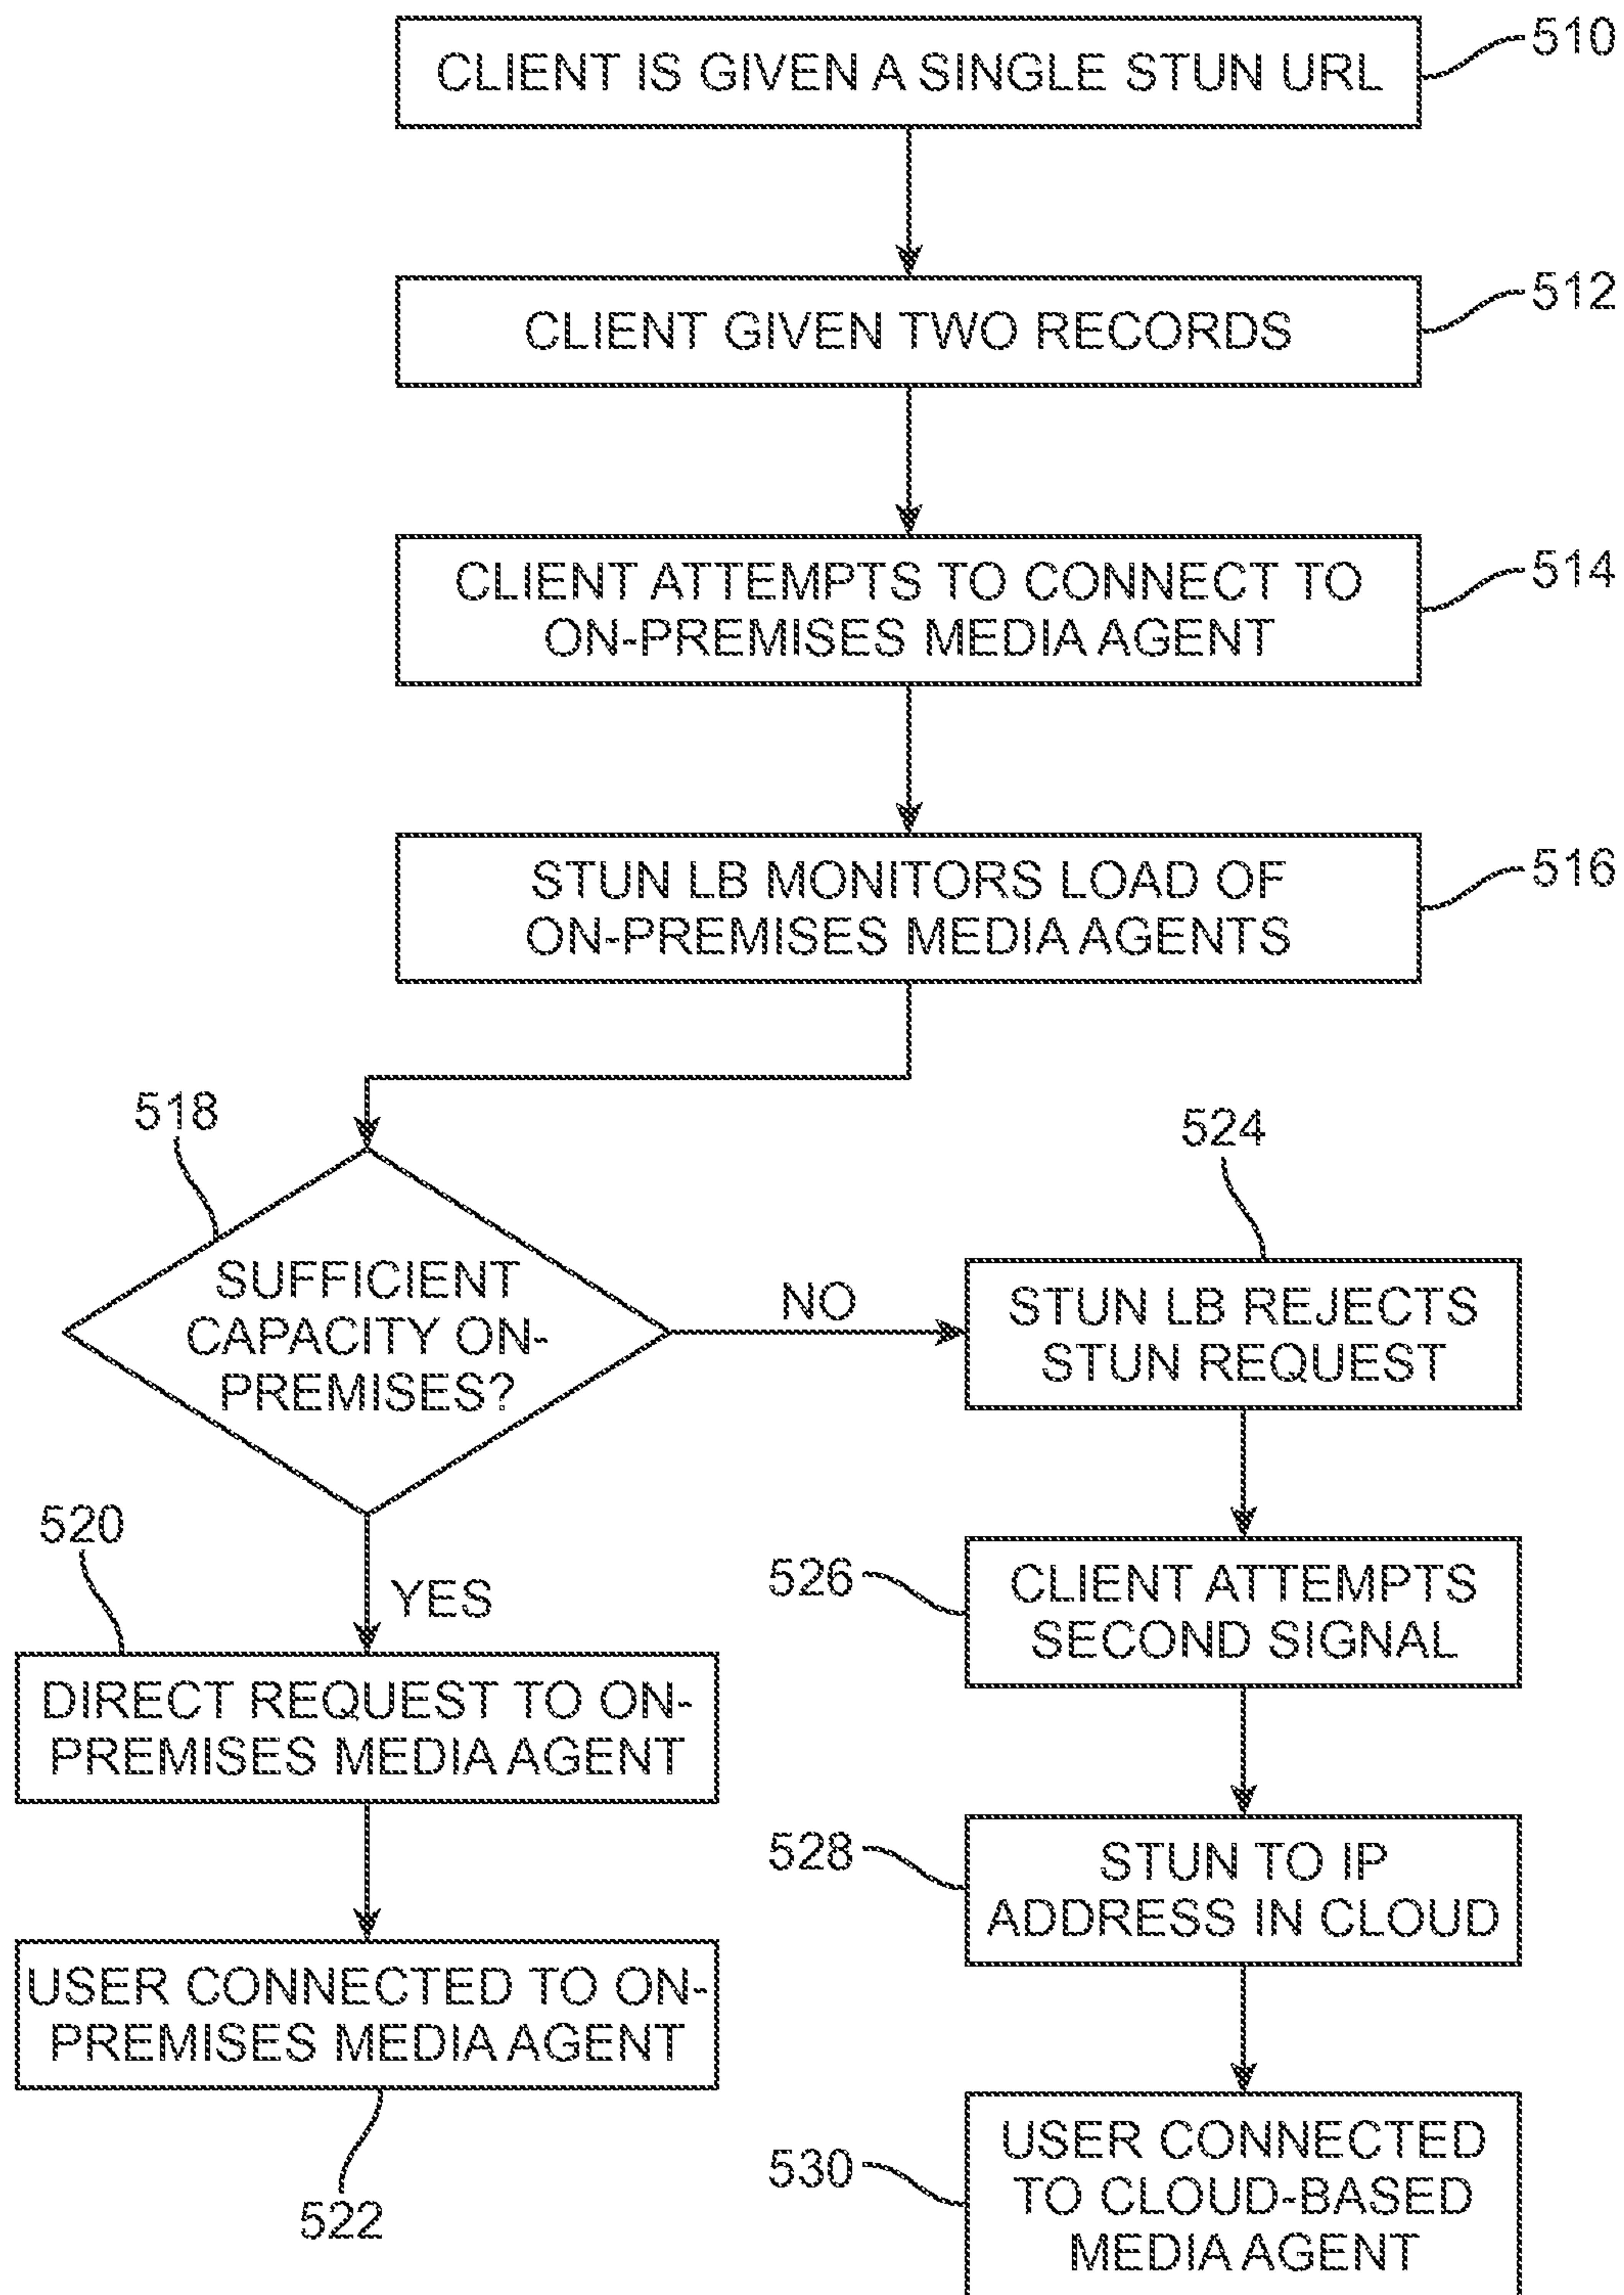 CLIENT IS GIVEN A SINGLE STUN URL
510
CLIENT GIVEN TWO RECORDS
512
CLIENT ATTEMPTS TO CONNECT TO
ON-PREMISES MEDIA AGENT
514
STUN LB MONITORS LOAD OF
ON-PREMISES MEDIA AGENTS
516
518
SUFFICIENT
CAPACITY ON-
PREMISES?
NO
524
STUN LB REJECTS
STUN REQUEST
YES
520
DIRECT REQUEST TO ON-
PREMISES MEDIA AGENT
USER CONNECTED TO ON-
PREMISES MEDIA AGENT
522
526
CLIENT ATTEMPTS
SECOND SIGNAL
528
STUN TO IP
ADDRESS IN CLOUD
530
USER CONNECTED
TO CLOUD-BASED
MEDIA AGENT